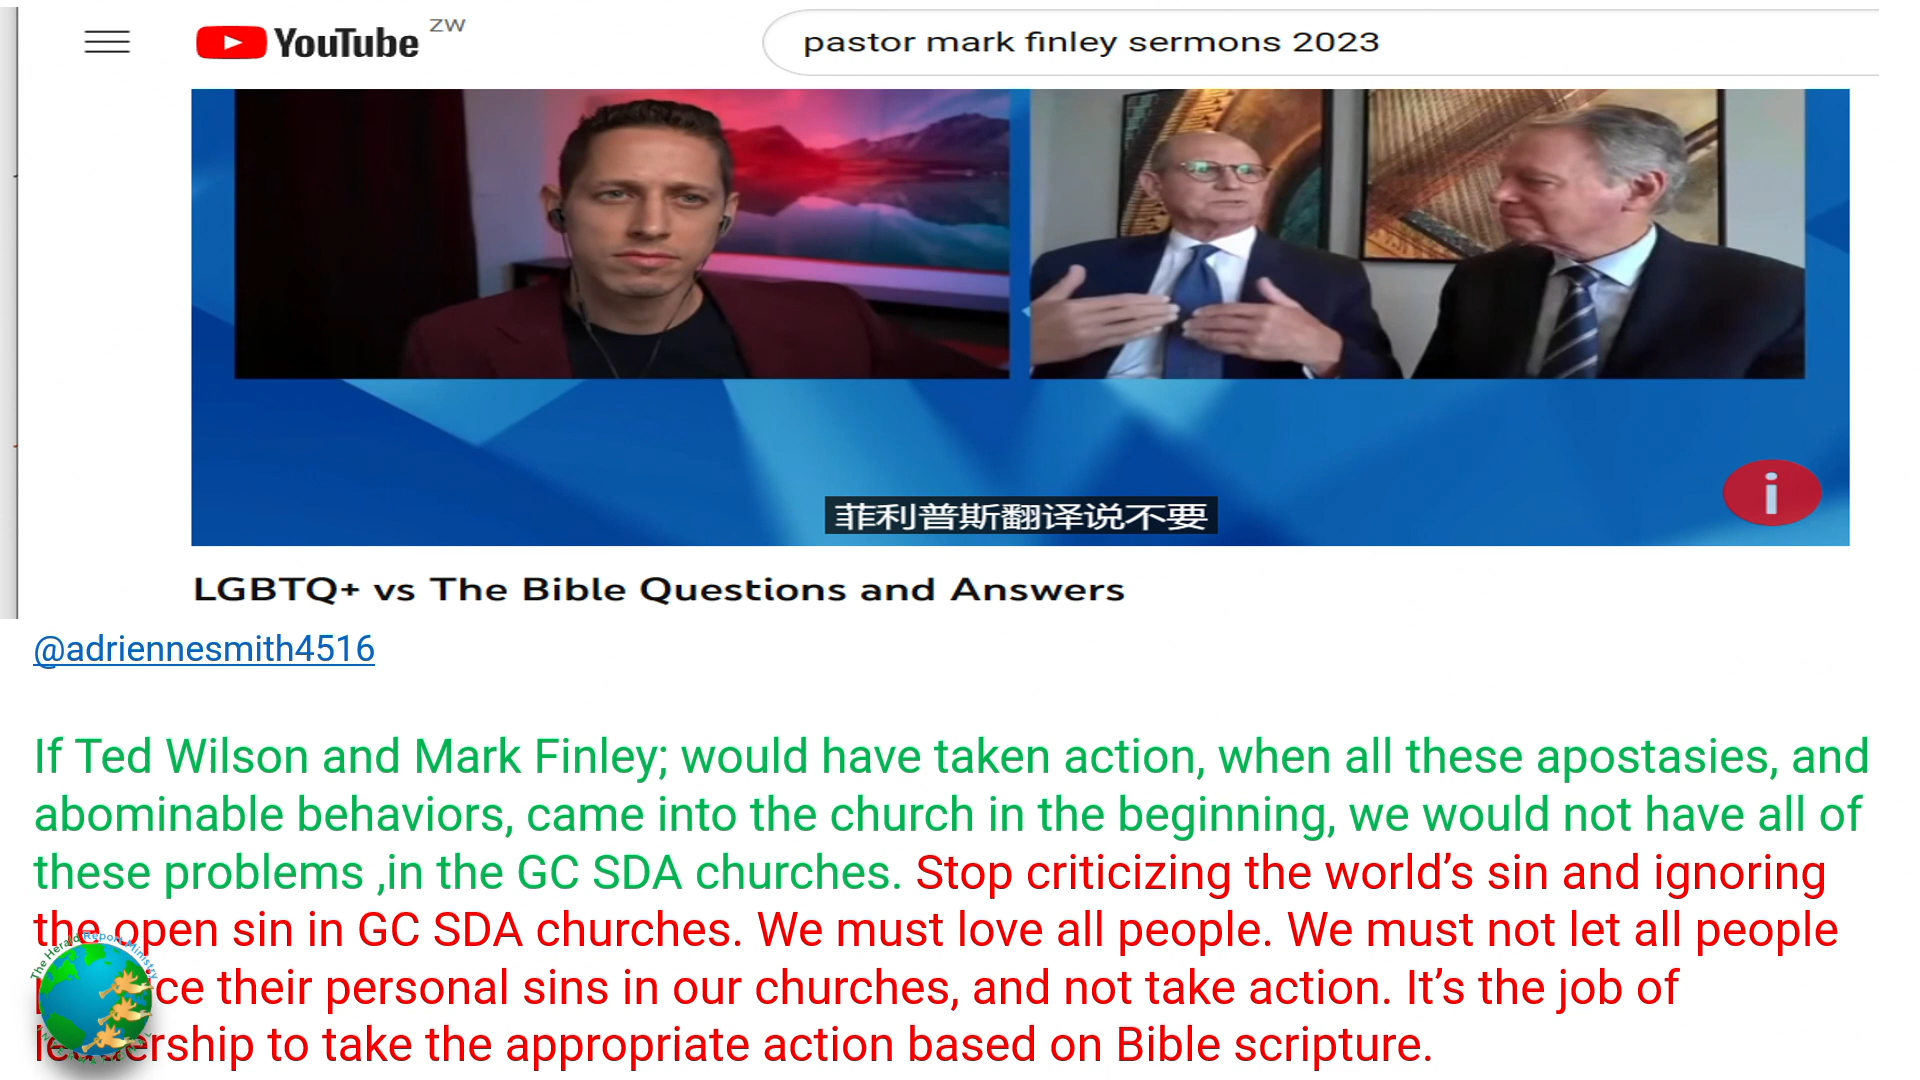 YouTube ZW
pastor mark finley sermons 2023
菲利普斯翻译说不要
i
LGBTQ+ vs The Bible Questions and Answers
@adriennesmith4516
If Ted Wilson and Mark Finley; would have taken action, when all these apostasies, and
abominable behaviors, came into the church in the beginning, we would not have all of
these problems ,in the GC SDA churches. Stop criticizing the world’s sin and ignoring
the open sin in GC SDA churches. We must love all people. We must not let all people
their personal sins in our churches, and not take action. It’s the job of
to take the appropriate action based on Bible scripture.
The Herald Report Ministry